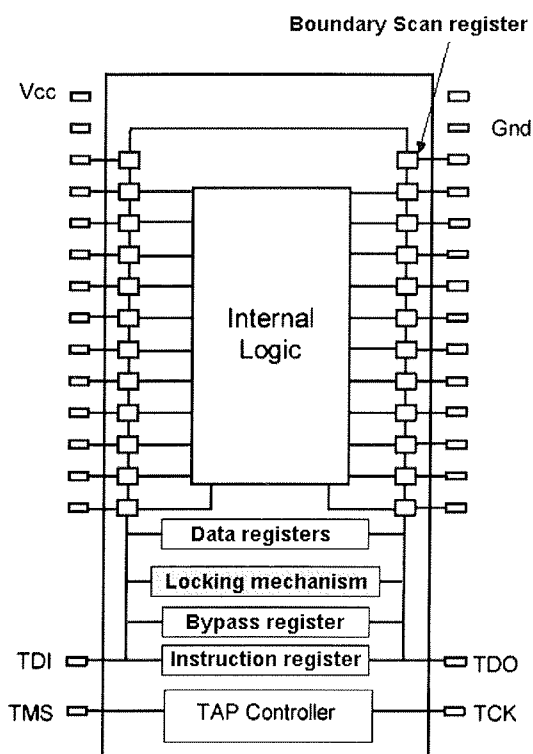 Boundary Scan register
Vcc
Gnd
Internal
Logic
Data registers
Locking mechanism
Bypass register
TDI
Instruction register
TDO
TMS
TAP Controller
TCK